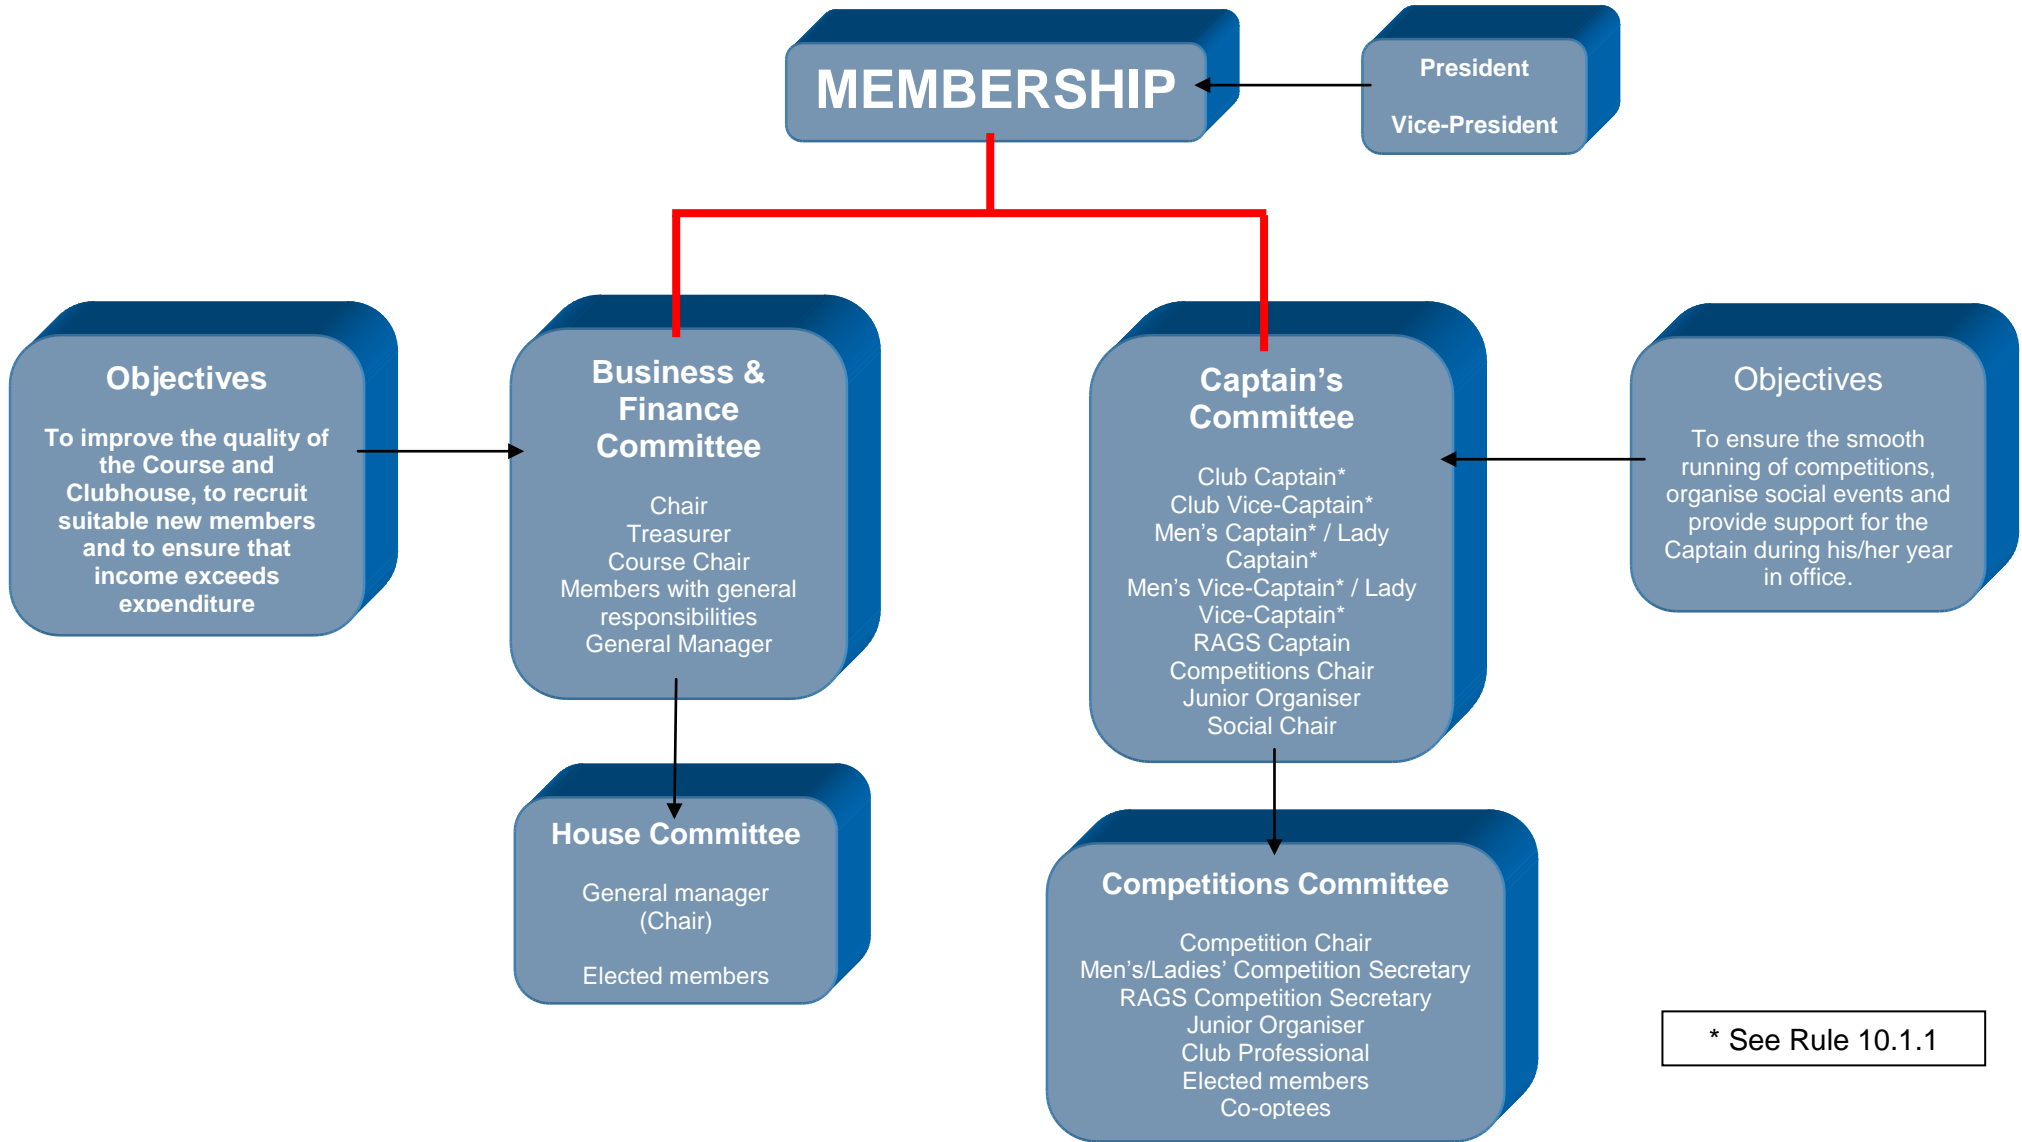 MEMBERSHIP
President
Vice-President
Objectives
To improve the quality of
the Course and
Clubhouse, to recruit
suitable new members
and to ensure that
income exceeds
expenditure
Business &
Finance
Committee
Chair
Treasurer
Course Chair
Members with general
responsibilities
General Manager
Captain’s
Committee
Club Captain*
Club Vice-Captain*
Men’s Captain* / Lady
Captain*
Men’s Vice-Captain* / Lady
Vice-Captain*
RAGS Captain
Competitions Chair
Junior Organiser
Social Chair
Objectives
To ensure the smooth
running of competitions,
organise social events and
provide support for the
Captain during his/her year
in office.
House Committee
General manager
(Chair)
Elected members
Competitions Committee
Competition Chair
Men’s/Ladies’ Competition Secretary
RAGS Competition Secretary
Junior Organiser
Club Professional
Elected members
Co-optees
* See Rule 10.1.1